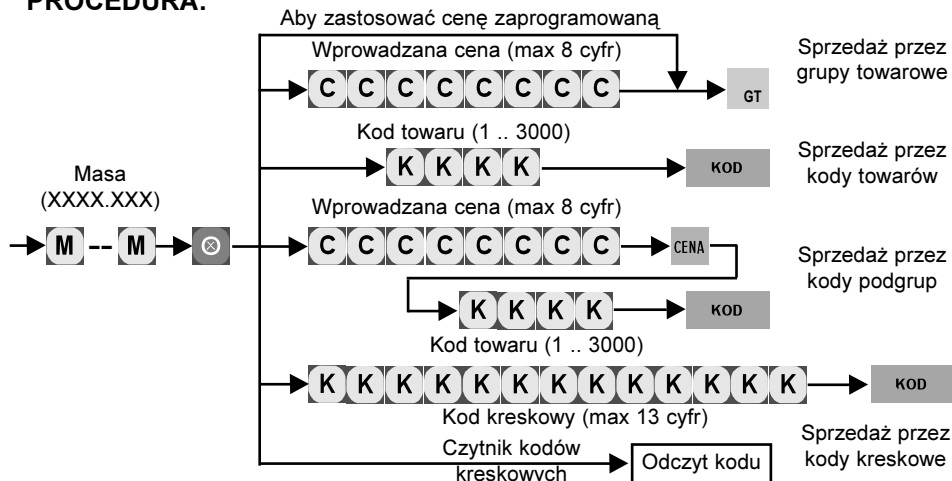 PROCEDURA:
Aby zastosować cenę zaprogramowaną
Wprowadzana cena (max 8 cyfr)
C C C C C C C C GT
Sprzedaż przez
grupy towarowe
Kod towaru (1 .. 3000)
K K K K KOD
Sprzedaż przez
kody towarów
Masa
(XXXX.XXX)
M -- M ⊗
Wprowadzana cena (max 8 cyfr)
C C C C C C C C CENA
K K K K KOD
Kod towaru (1 .. 3000)
Sprzedaż przez
kody podgrup
K K K K K K K K K K K K K KOD
Kod kreskowy (max 13 cyfr)
Czytnik kodów
kreskowych
Odczyt kodu
Sprzedaż przez
kody kreskowe